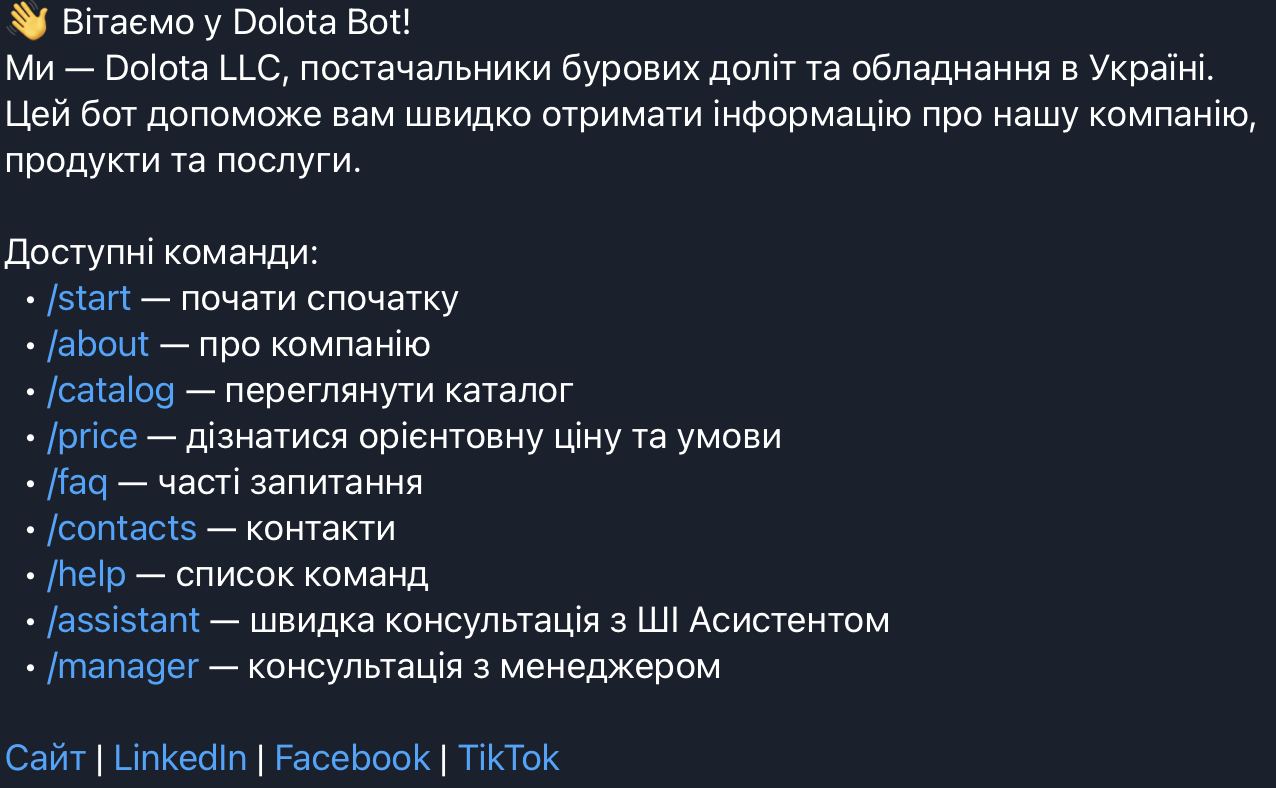 👋 Вітаємо у Dolota Bot!
Ми — Dolota LLC, постачальники бурових доліт та обладнання в Україні.
Цей бот допоможе вам швидко отримати інформацію про нашу компанію,
продукти та послуги.
Доступні команди:
• /start — почати спочатку
• /about — про компанію
• /catalog — переглянути каталог
• /price — дізнатися орієнтовну ціну та умови
• /faq — часті запитання
• /contacts — контакти
• /help — список команд
• /assistant — швидка консультація з ШІ Асистентом
• /manager — консультація з менеджером
Сайт | LinkedIn | Facebook | TikTok